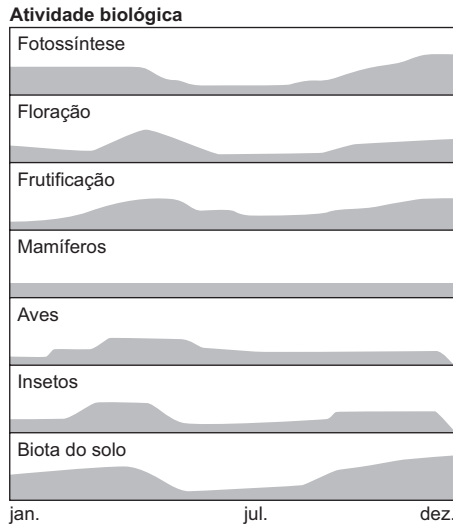 Atividade biológica
Fotossíntese
Floração
Frutificação
Mamíferos
Aves
Insetos
Biota do solo
jan. jul. dez.